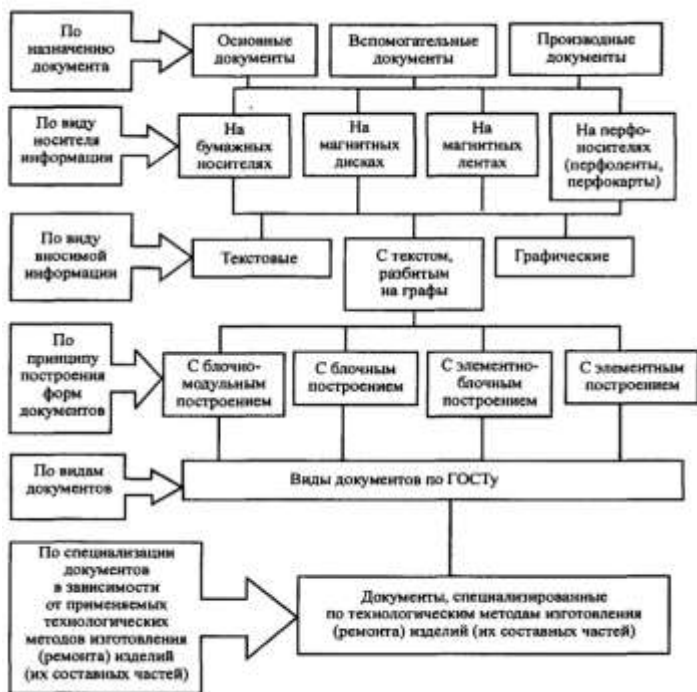 По
назначению
документа
Основные
документы
Вспомогательные
документы
Производные
документы
По виду
носителя
информации
На
бумажных
носителях
На
магнитных
дисках
На
магнитных
лентах
На перфо-
носителях
(перфоленты,
перфокарты)
По виду
вносимой
информации
Текстовые
С текстом,
разбитым
на графы
Графические
По
принципу
построения
форм
документов
С блочно-
модульным
построением
С блочным
построением
С элементно-
блочным
построением
С элементным
построением
По видам
документов
Виды документов по ГОСТу
По специализации
документов
в зависимости
от применяемых
технологических
методов изготовления
(ремонта) изделий
(их составных частей)
Документы, специализированные
по технологическим методам изготовления
(ремонта) изделий (их составных частей)